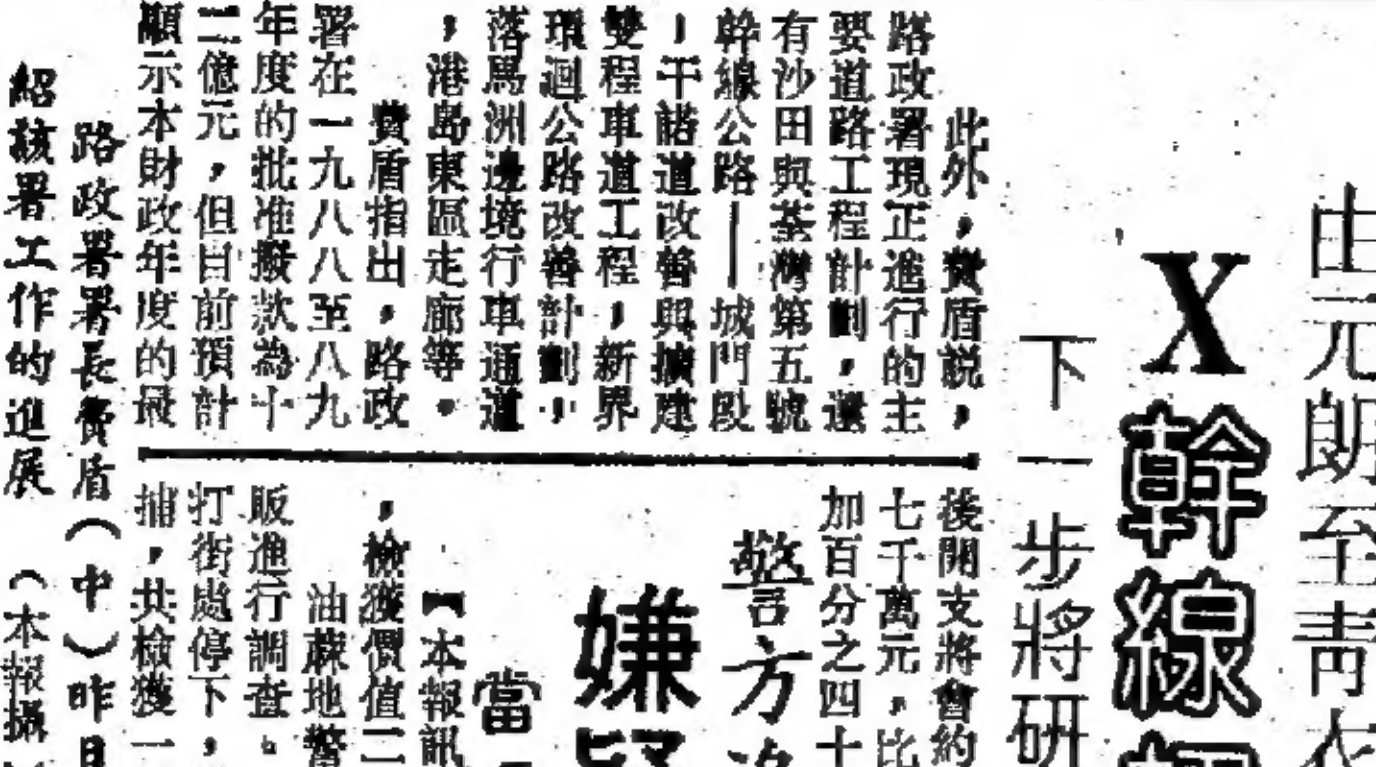 由元朗至青衣
X幹線
下一步將研
此外，費盾說，
路政署現正進行的主
要道路工程計劃，還
有沙田與荃灣第五號
幹線公路——城門段
，干諾道改善與擴建
雙程車道工程，新界
環迴公路改善計劃，
落馬洲邊境行車通道
，港島東區走廊等。
費盾指出，路政
署在一九八八至八九
年度的批准撥款為十
二億元，但目前預計
顯示本財政年度的最
後開支將會約
七千萬元，比
加百分之四十
警方
嫌疑
當
【本報訊
，檢獲價值二
油蔴地警
販進行調查。
打街處停下，
捕，共檢獲一
路政署署長費盾（中）昨日
紹該署工作的進展　（本報攝